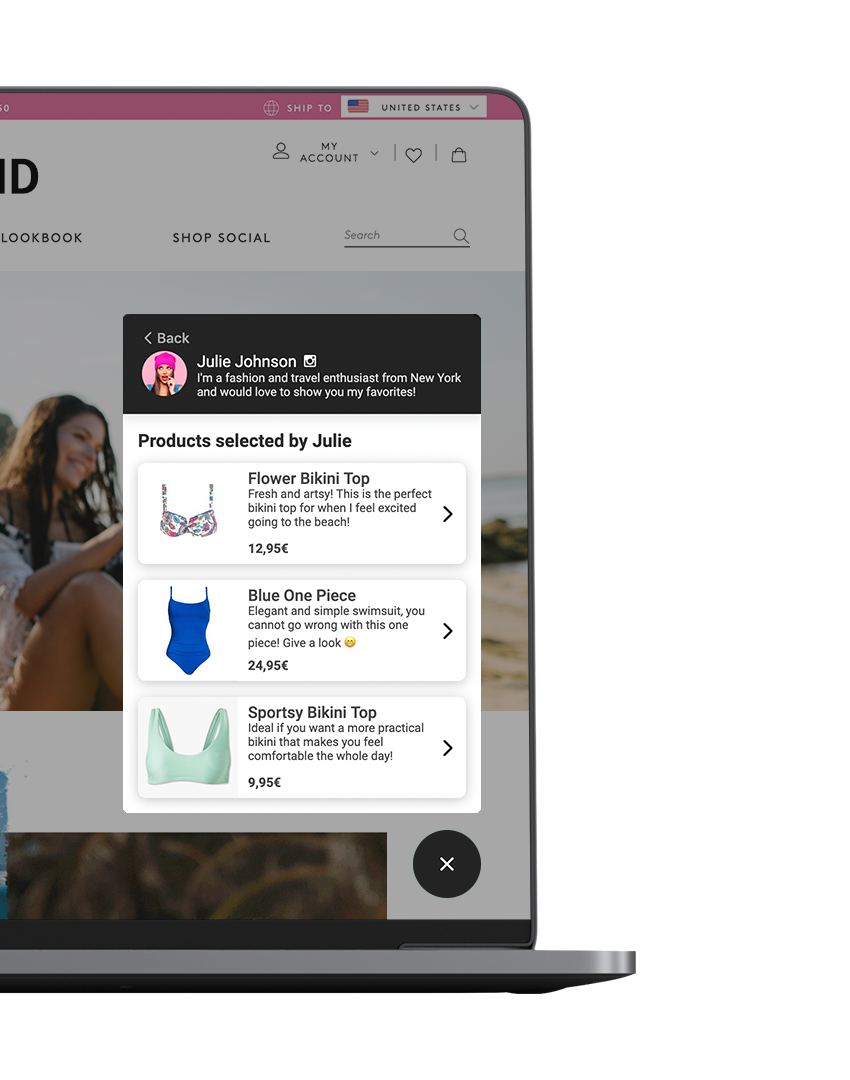 50
SHIP TO
UNITED STATES
MY
ACCOUNT
ID
LOOKBOOK
SHOP SOCIAL
Search
Back
Julie Johnson
I'm a fashion and travel enthusiast from New York
and would love to show you my favorites!
Products selected by Julie
Flower Bikini Top
Fresh and artsy! This is the perfect
bikini top for when I feel excited
going to the beach!
12,95€
Blue One Piece
Elegant and simple swimsuit, you
cannot go wrong with this one
piece! Give a look 🤭
24,95€
Sportsy Bikini Top
Ideal if you want a more practical
bikini that makes you feel
comfortable the whole day!
9,95€